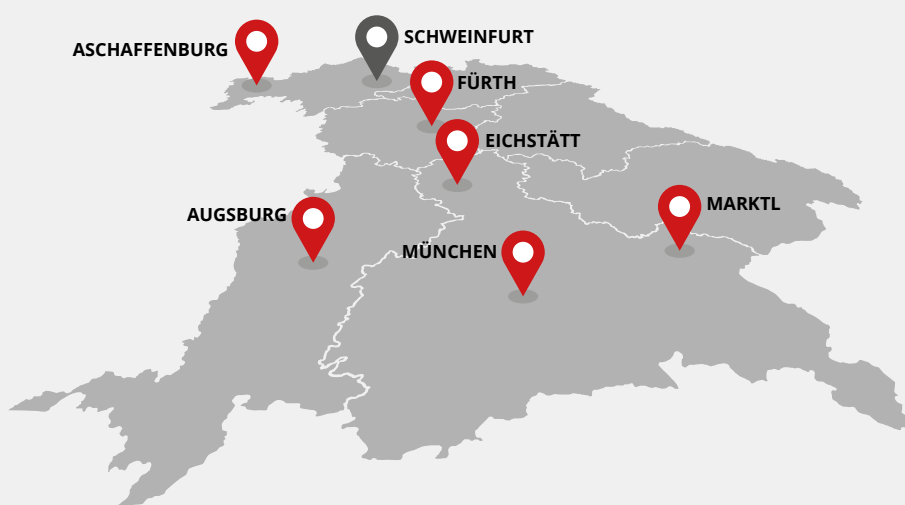 SCHWEINFURT
ASCHAFFENBURG
FÜRTH
EICHSTÄTT
MARKTL
AUGSBURG
MÜNCHEN